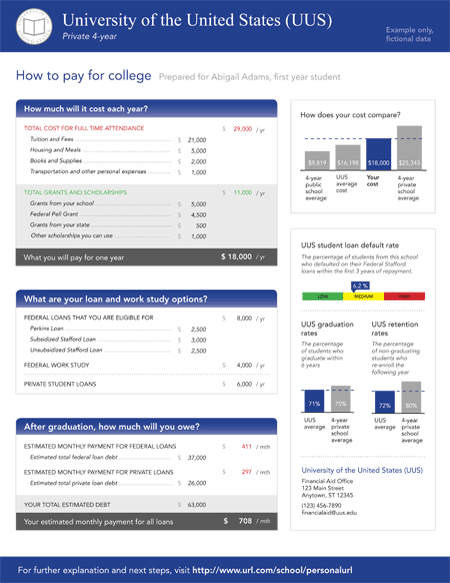 University of the United States (UUS)
Private 4-year
Example only,
fictional data
How to pay for college Prepared for Abigail Adams, first year student
How much will it cost each year?
TOTAL COST FOR FULL TIME ATTENDANCE $ 29,000 / yr
Tuition and Fees $ 21,000
Housing and Meals $ 5,000
Books and Supplies $ 2,000
Transportation and other personal expenses $ 1,000
TOTAL GRANTS AND SCHOLARSHIPS $ 11,000 / yr
Grants from your school $ 5,000
Federal Pell Grant $ 4,500
Grants from your state $ 500
Other scholarships you can use $ 1,000
What you will pay for one year $ 18,000 / yr
What are your loan and work study options?
FEDERAL LOANS THAT YOU ARE ELIGIBLE FOR $ 8,000 / yr
Perkins Loan $ 2,500
Subsidized Stafford Loan $ 3,000
Unsubsidized Stafford Loan $ 2,500
FEDERAL WORK STUDY $ 4,000 / yr
PRIVATE STUDENT LOANS $ 6,000 / yr
After graduation, how much will you owe?
ESTIMATED MONTHLY PAYMENT FOR FEDERAL LOANS $ 411 / mth
Estimated total federal loan debt $ 37,000
ESTIMATED MONTHLY PAYMENT FOR PRIVATE LOANS $ 297 / mth
Estimated total private loan debt $ 26,000
YOUR TOTAL ESTIMATED DEBT $ 63,000
Your estimated monthly payment for all loans $ 708 / mth
How does your cost compare?
$9,819 $16,198 $18,000 $25,343
4-year public school average
UUS average cost
Your cost
4-year private school average
UUS student loan default rate
The percentage of students from this school
who defaulted on their Federal Stafford
loans within the first 3 years of repayment.
6.2 %
LOW MEDIUM HIGH
UUS graduation
rates
The percentage
of students who
graduate within
6 years
71% 75%
UUS average
4-year private school average
UUS retention
rates
The percentage
of non-graduating
students who
re-enroll the
following year
72% 80%
UUS average
4-year private school average
University of the United States (UUS)
Financial Aid Office
123 Main Street
Anytown, ST 12345
(123) 456-7890
financialaid@uus.edu
For further explanation and next steps, visit http://www.url.com/school/personalurl